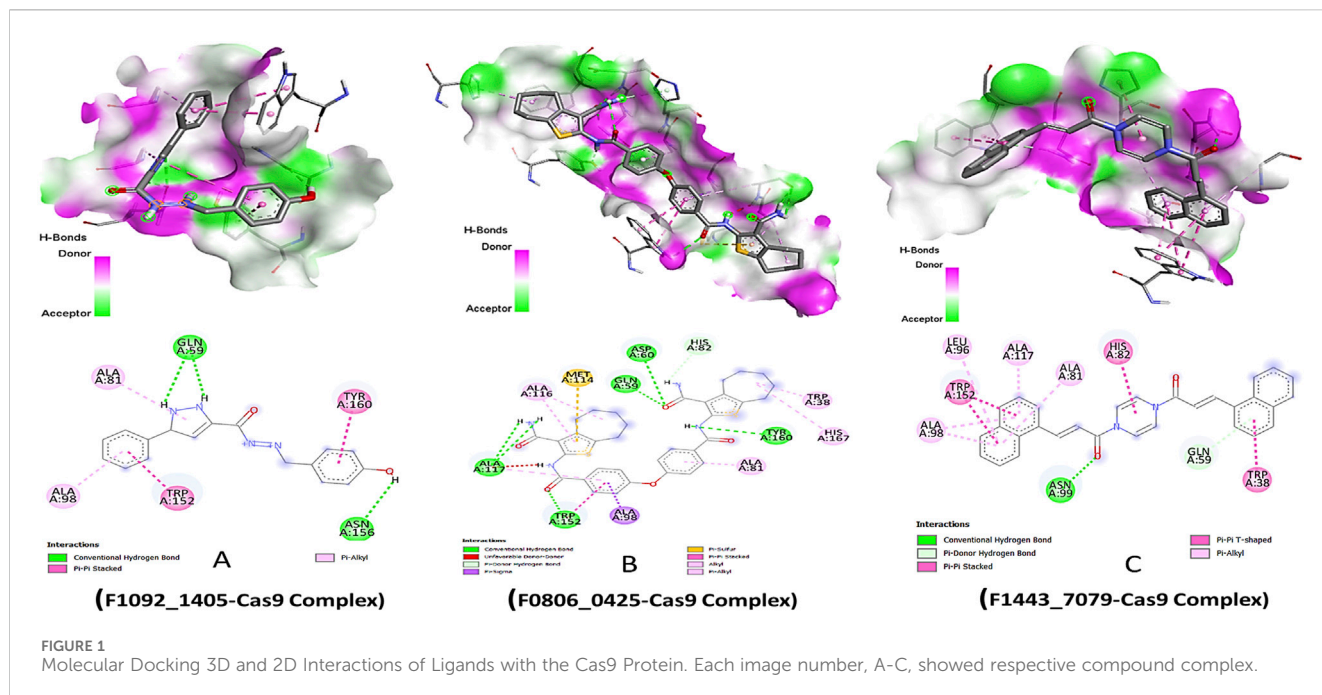 H-Bonds
Donor
Acceptor
GLN
A:59
ALA
A:81
TYR
A:160
ALA
A:98
TRP
A:152
ASN
A:156
H
H
N
N
O
N
N
O
H
Interactions
Conventional Hydrogen Bond
Pi-Pi Stacked
Pi-Alkyl
A
(F1092_1405-Cas9 Complex)
H-Bonds
Donor
Acceptor
ASP
A:60
HIS
A:82
GLN
A:59
MET
A:114
ALA
A:116
TRP
A:38
HIS
A:167
TYR
A:160
ALA
A:117
ALA
A:81
TRP
A:152
ALA
A:98
Interactions
Conventional Hydrogen Bond
Unfavorable Donor-Donor
Pi-Donor Hydrogen Bond
Pi-Sigma
Pi-Sulfur
Pi-Pi Stacked
Alkyl
Pi-Alkyl
B
(F0806_0425-Cas9 Complex)
H-Bonds
Donor
Acceptor
LEU
A:96
ALA
A:117
HIS
A:82
ALA
A:81
TRP
A:152
ALA
A:98
GLN
A:59
TRP
A:38
ASN
A:99
O
N
N
O
Interactions
Conventional Hydrogen Bond
Pi-Donor Hydrogen Bond
Pi-Pi Stacked
Pi-Pi T-shaped
Pi-Alkyl
C
(F1443_7079-Cas9 Complex)
FIGURE 1
Molecular Docking 3D and 2D Interactions of Ligands with the Cas9 Protein. Each image number, A-C, showed respective compound complex.